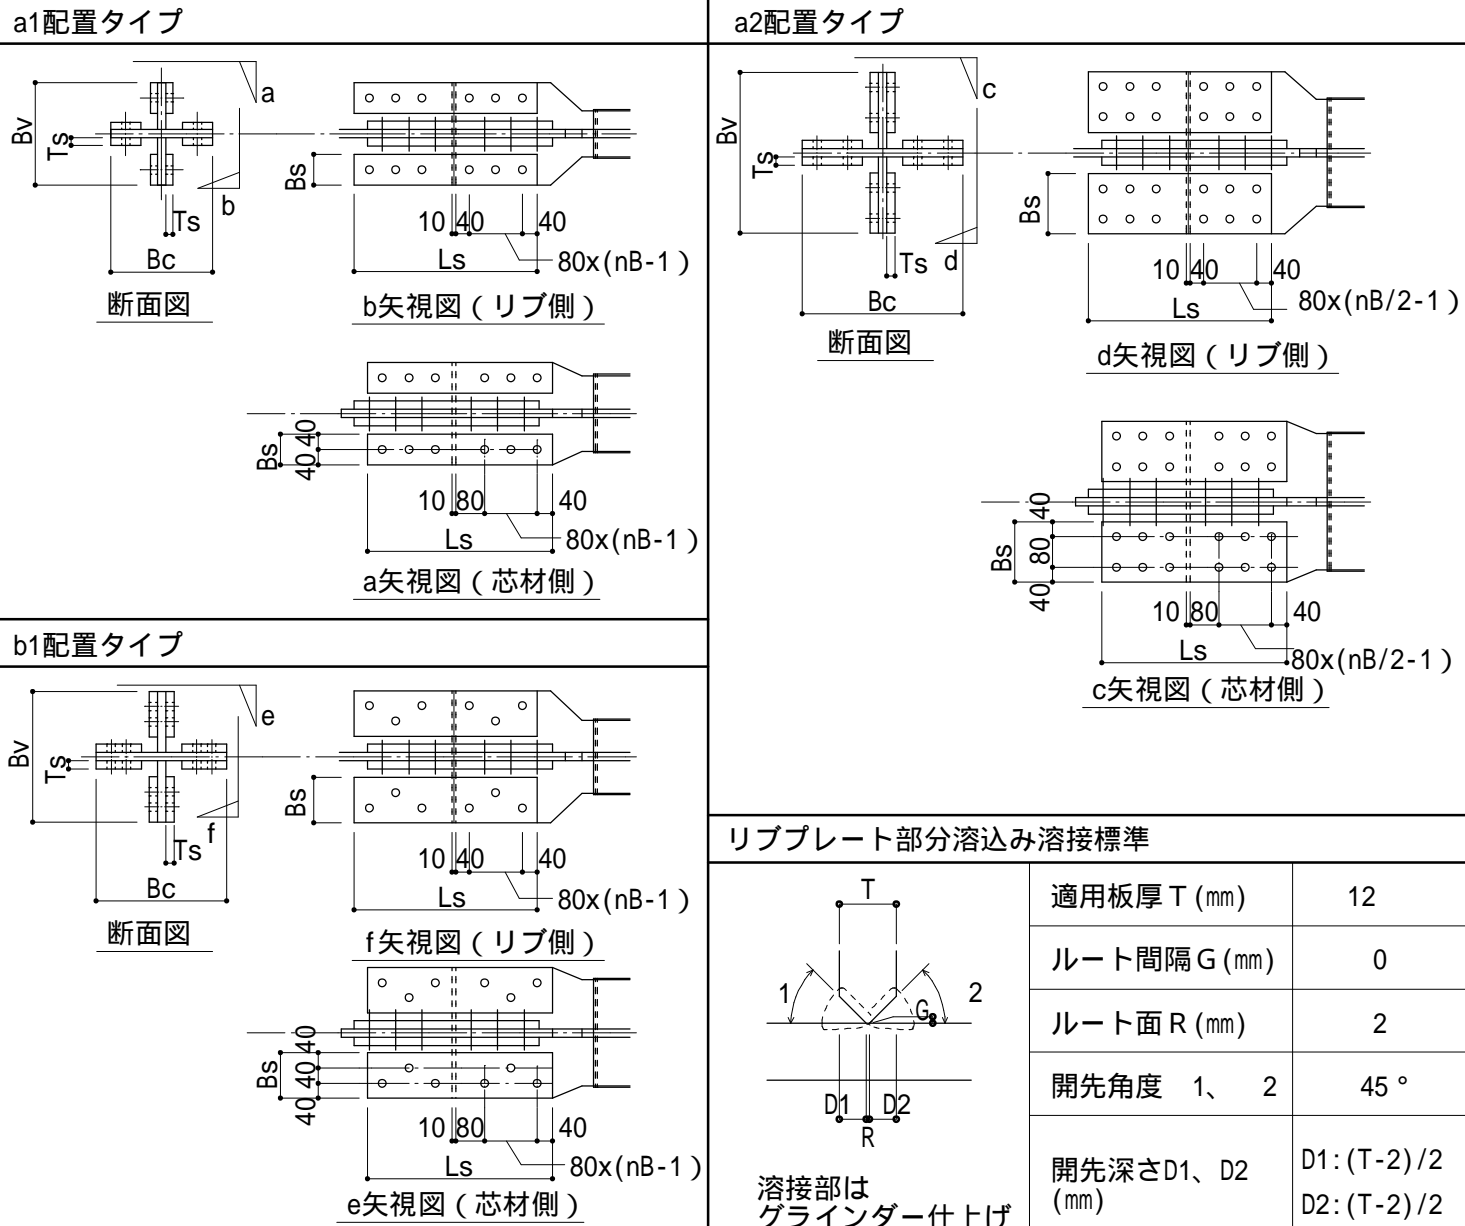 a1配置タイプ
Bv
Ts
a
b
Ts
Bc
断面図
Bs
10 40 40
Ls
80x(nB-1)
b矢視図(リブ側)
Bs
40 40
10 80 40
Ls
80x(nB-1)
a矢視図(芯材側)
a2配置タイプ
Bv
Ts
c
d
Ts
Bc
断面図
Bs
10 40 40
Ls
80x(nB/2-1)
d矢視図(リブ側)
Bs
40 80 40
10 80 40
Ls
80x(nB/2-1)
c矢視図(芯材側)
b1配置タイプ
Bv
Ts
e
f
Ts
Bc
断面図
Bs
10 40 40
Ls
80x(nB-1)
f矢視図(リブ側)
Bs
40 40 40
10 80 40
Ls
80x(nB-1)
e矢視図(芯材側)
リブプレート部分溶込み溶接標準
T
1
2
G
D1 D2
R
溶接部は
グラインダー仕上げ
適用板厚T(mm) 12
ルート間隔G(mm) 0
ルート面R(mm) 2
開先角度 1、 2 45°
開先深さD1、D2
(mm)
D1:(T-2)/2
D2:(T-2)/2